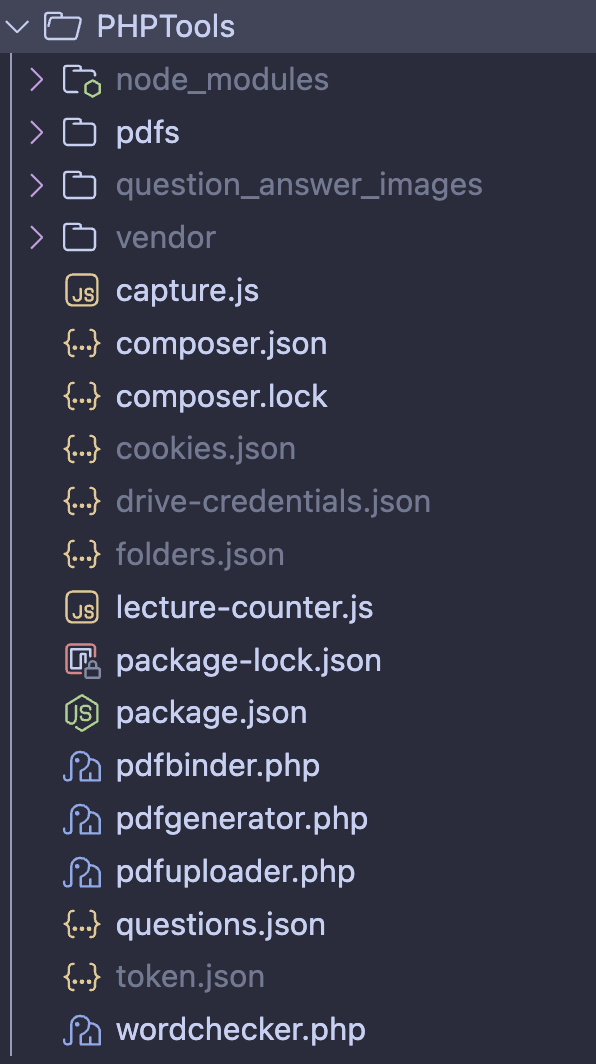 PHPTools
node_modules
pdfs
question_answer_images
vendor
JS capture.js
{...} composer.json
{...} composer.lock
{...} cookies.json
{...} drive-credentials.json
{...} folders.json
JS lecture-counter.js
package-lock.json
JS package.json
pdfbinder.php
pdfgenerator.php
pdfuploader.php
{...} questions.json
{...} token.json
wordchecker.php